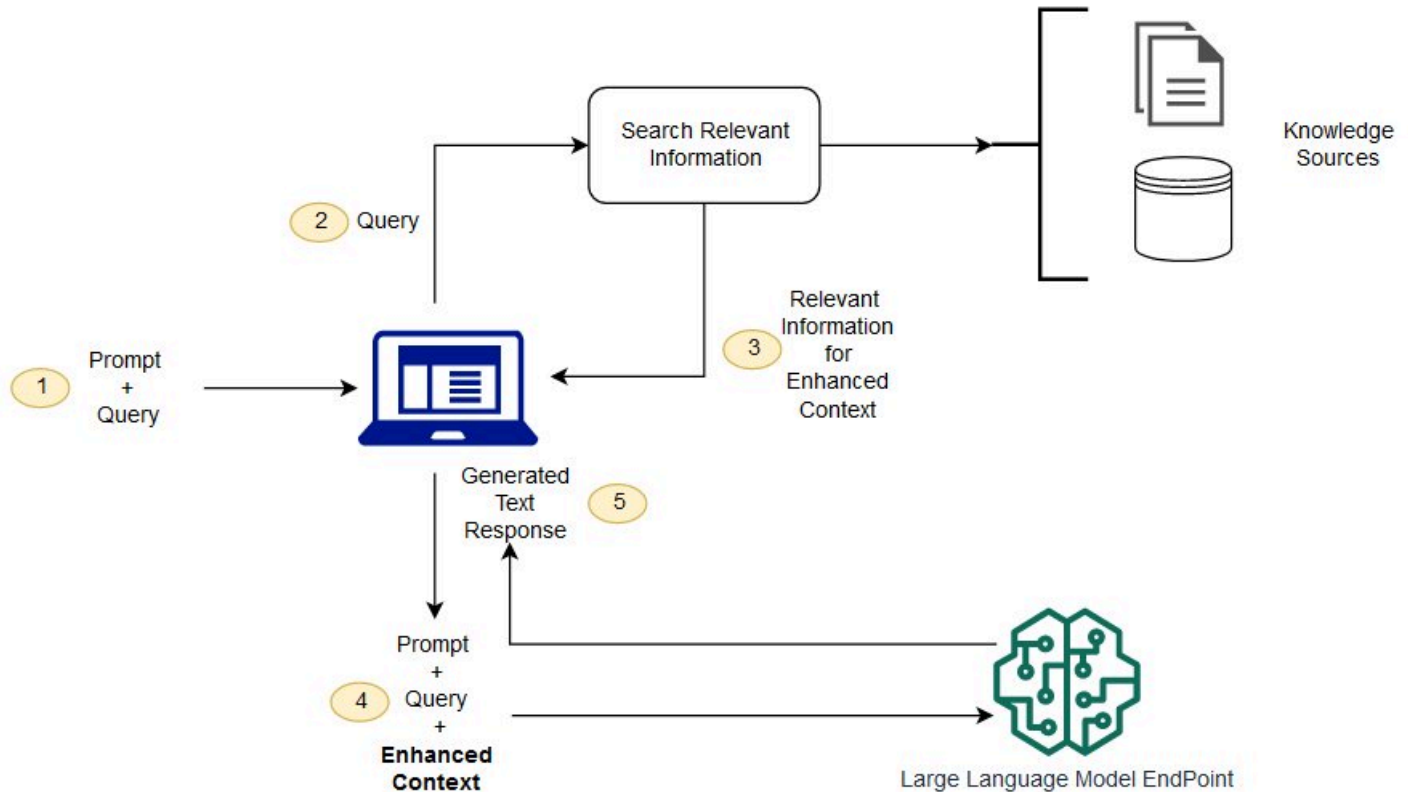 Search Relevant
Information
Knowledge
Sources
2 Query
Relevant
Information
for
Enhanced
Context
3
1
Prompt
+
Query
Generated
Text
Response
5
Prompt
+
Query
+
Enhanced
Context
4
Large Language Model EndPoint